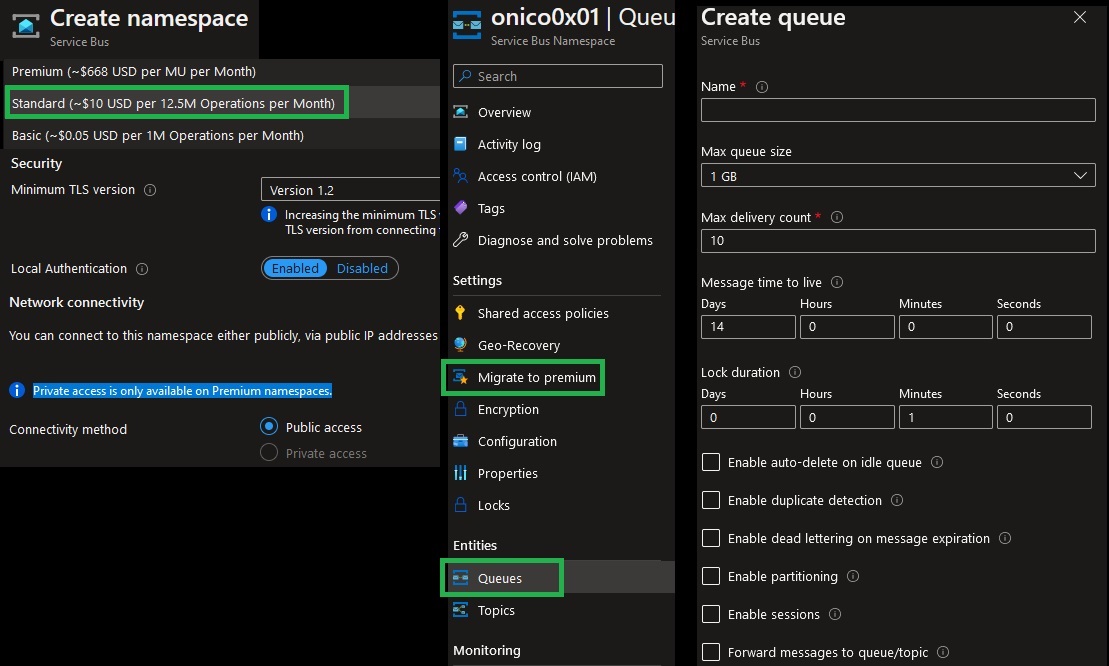 Create namespace
Service Bus
Premium (~$668 USD per MU per Month)
Standard (~$10 USD per 12.5M Operations per Month)
Basic (~$0.05 USD per 1M Operations per Month)
Security
Minimum TLS version
Version 1.2
Increasing the minimum TLS
TLS version from connecting
Local Authentication
Enabled Disabled
Network connectivity
You can connect to this namespace either publicly, via public IP addresses
Private access is only available on Premium namespaces.
Connectivity method
Public access
Private access
onico0x01 | Queu
Service Bus Namespace
Search
Overview
Activity log
Access control (IAM)
Tags
Diagnose and solve problems
Settings
Shared access policies
Geo-Recovery
Migrate to premium
Encryption
Configuration
Properties
Locks
Entities
Queues
Topics
Monitoring
Create queue
Service Bus
Name *
Max queue size
1 GB
Max delivery count *
10
Message time to live
Days Hours Minutes Seconds
14 0 0 0
Lock duration
Days Hours Minutes Seconds
0 0 1 0
Enable auto-delete on idle queue
Enable duplicate detection
Enable dead lettering on message expiration
Enable partitioning
Enable sessions
Forward messages to queue/topic